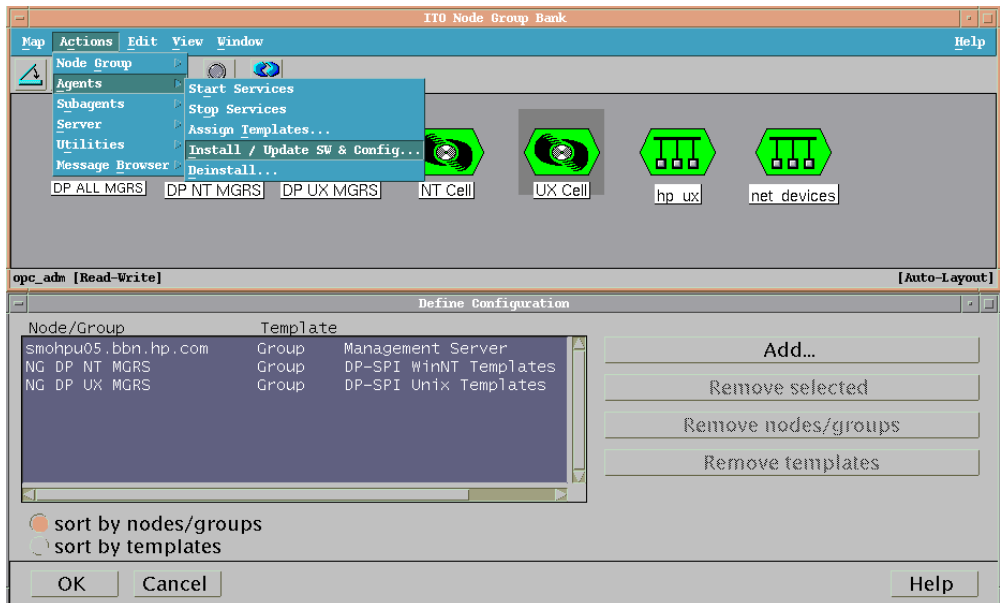 ITO Node Group Bank
Map Actions Edit View Window Help
Node Group
Agents
Subagents
Server
Utilities
Message Browser
Start Services
Stop Services
Assign Templates...
Install / Update SW & Config...
Deinstall...
DP ALL MGRS DP NT MGRS DP UX MGRS NT Cell UX Cell hp_ux net_devices
opc_adm [Read-Write] [Auto-Layout]
Define Configuration
Node/Group Template
smohpu05.bbn.hp.com Group Management Server
NG DP NT MGRS Group DP-SPI WinNT Templates
NG DP UX MGRS Group DP-SPI Unix Templates
Add...
Remove selected
Remove nodes/groups
Remove templates
sort by nodes/groups
sort by templates
OK Cancel Help